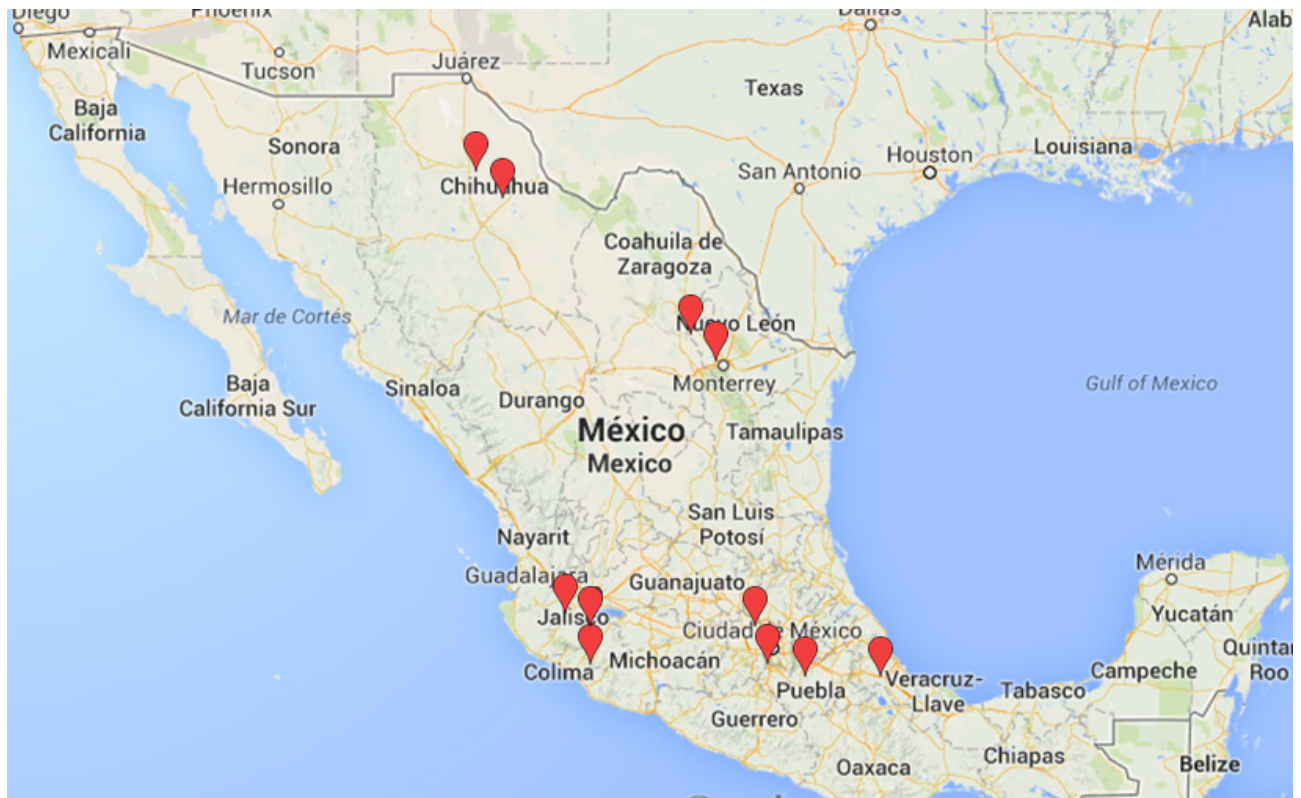 Diego
Phoenix
Dallas
Alab
Mexicali
Tucson
Juárez
Texas
Baja
California
Sonora
Houston
Louisiana
San Antonio
Hermosillo
Chihuahua
Coahuila de
Zaragoza
Mar de Cortés
Nuevo León
Monterrey
Gulf of Mexico
Baja
California Sur
Sinaloa
Durango
México
Mexico
Tamaulipas
San Luis
Potosí
Nayarit
Mérida
Guadalajara
Guanajuato
Yucatán
Jalisco
Ciudad de México
Quintan
Roo
Colima
Michoacán
Puebla
Veracruz-
Llave
Campeche
Tabasco
Guerrero
Chiapas
Belize
Oaxaca